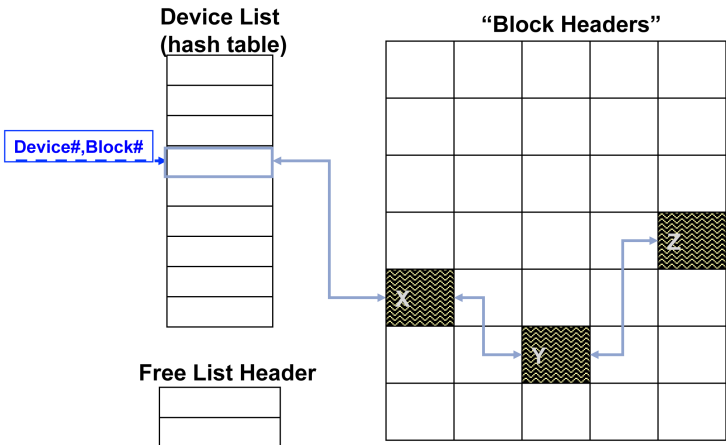 Device List
(hash table)
“Block Headers”
Device#,Block#
Z
X
Y
Free List Header